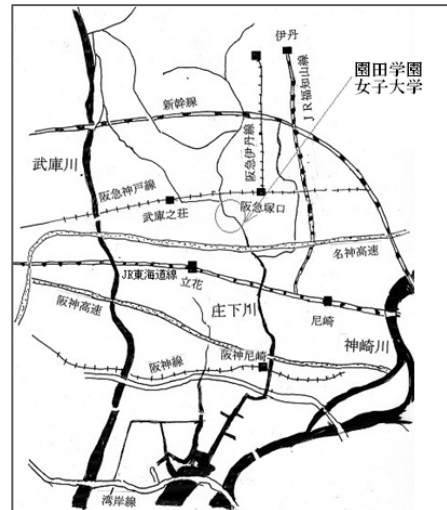 伊丹
園田学園
女子大学
JR福知山線
新幹線
阪急伊丹線
武庫川
阪急神戸線
武庫之荘
阪急塚口
名神高速
JR東海道線
立花
庄下川
尼崎
阪神高速
神崎川
阪神線
阪神尼崎
湾岸線